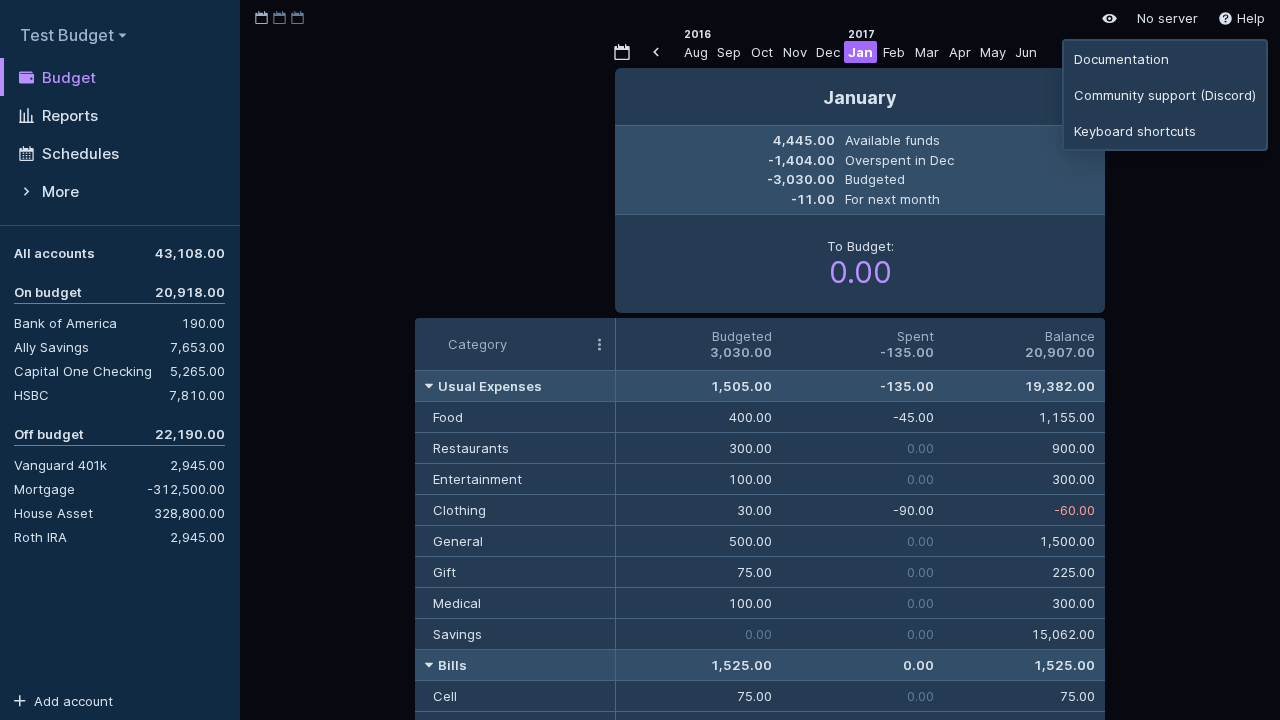 Test Budget
Budget
Reports
Schedules
More
All accounts 43,108.00
On budget 20,918.00
Bank of America 190.00
Ally Savings 7,653.00
Capital One Checking 5,265.00
HSBC 7,810.00
Off budget 22,190.00
Vanguard 401k 2,945.00
Mortgage -312,500.00
House Asset 328,800.00
Roth IRA 2,945.00
Add account
No server Help
Documentation
Community support (Discord)
Keyboard shortcuts
2016 2017
Aug Sep Oct Nov Dec Jan Feb Mar Apr May Jun
January
4,445.00 Available funds
-1,404.00 Overspent in Dec
-3,030.00 Budgeted
-11.00 For next month
To Budget:
0.00
Category Budgeted Spent Balance
3,030.00 -135.00 20,907.00
Usual Expenses 1,505.00 -135.00 19,382.00
Food 400.00 -45.00 1,155.00
Restaurants 300.00 0.00 900.00
Entertainment 100.00 0.00 300.00
Clothing 30.00 -90.00 -60.00
General 500.00 0.00 1,500.00
Gift 75.00 0.00 225.00
Medical 100.00 0.00 300.00
Savings 0.00 0.00 15,062.00
Bills 1,525.00 0.00 1,525.00
Cell 75.00 0.00 75.00